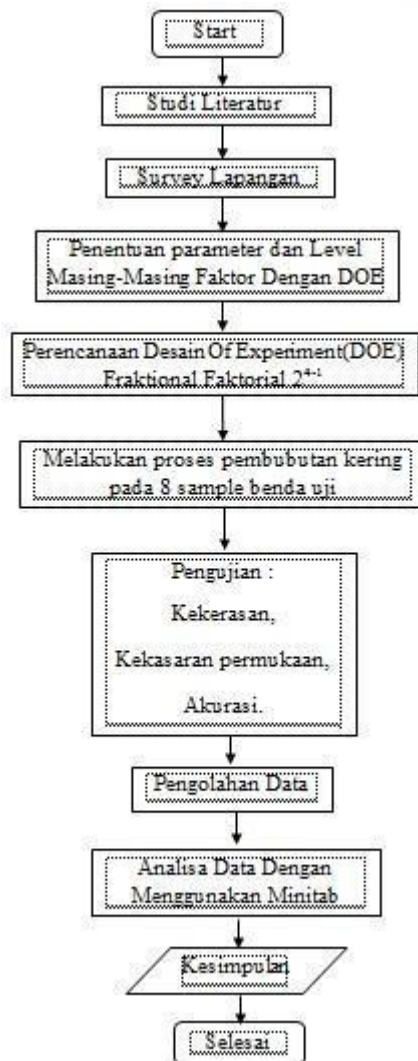 Start
Studi Literatur
Survey Lapangan
Penentuan parameter dan Level
Masing-Masing Faktor Dengan DOE
Perencanaan Desain Of Experiment(DOE)
Fraktional Faktorial 2⁴⁻¹
Melakukan proses pembubutan kering
pada 8 sample benda uji
Pengujian :
Kekerasan,
Kekasaran permukaan,
Akurasi.
Pengolahan Data
Analisa Data Dengan
Menggunakan Minitab
Kesimpulan
Selesai